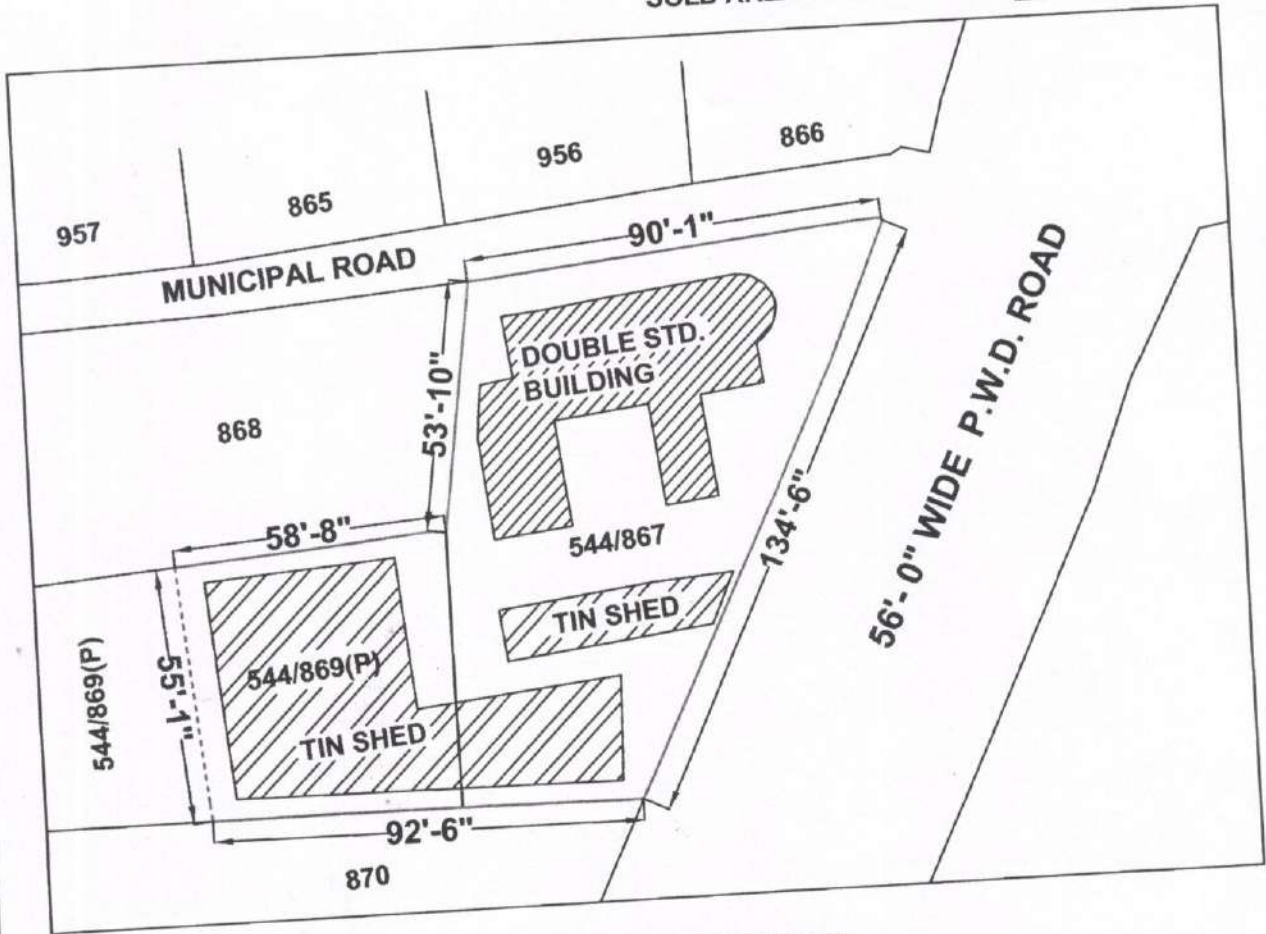 957
865
956
866
MUNICIPAL ROAD
90'-1"
868
53'-10"
DOUBLE STD.
BUILDING
56'- 0" WIDE P.W.D. ROAD
58'-8"
544/867
134'-6"
TIN SHED
544/869(P)
55'-1"
544/869(P)
TIN SHED
92'-6"
870